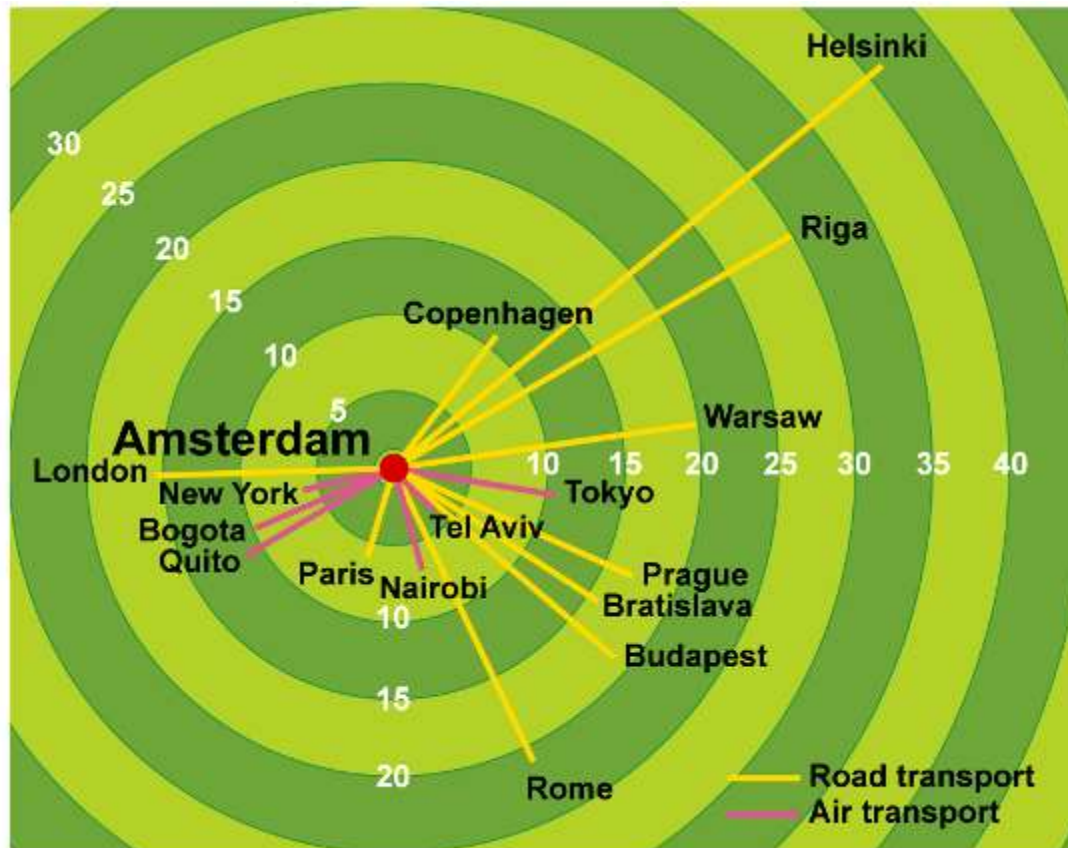 Helsinki
30
25
Riga
20
15
Copenhagen
10
5
Amsterdam
Warsaw
London
10 15 20 25 30 35 40
New York
Tokyo
Bogota
Tel Aviv
Quito
Paris
Nairobi
Prague
Bratislava
10
Budapest
15
20
Rome
Road transport
Air transport